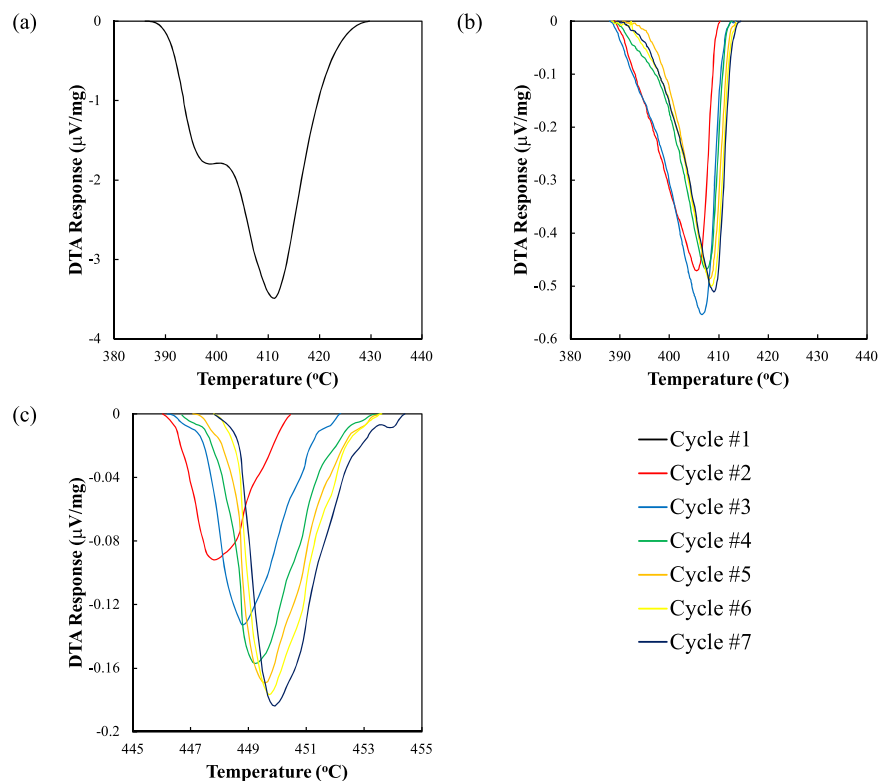 (a)
0
-1
-2
-3
-4
DTA Response (μV/mg)
380 390 400 410 420 430 440
Temperature (ºC)
(b)
0
-0.1
-0.2
-0.3
-0.4
-0.5
-0.6
DTA Response (μV/mg)
380 390 400 410 420 430 440
Temperature (ºC)
(c)
0
-0.04
-0.08
-0.12
-0.16
-0.2
DTA Response (μV/mg)
445 447 449 451 453 455
Temperature (ºC)
Cycle #1
Cycle #2
Cycle #3
Cycle #4
Cycle #5
Cycle #6
Cycle #7